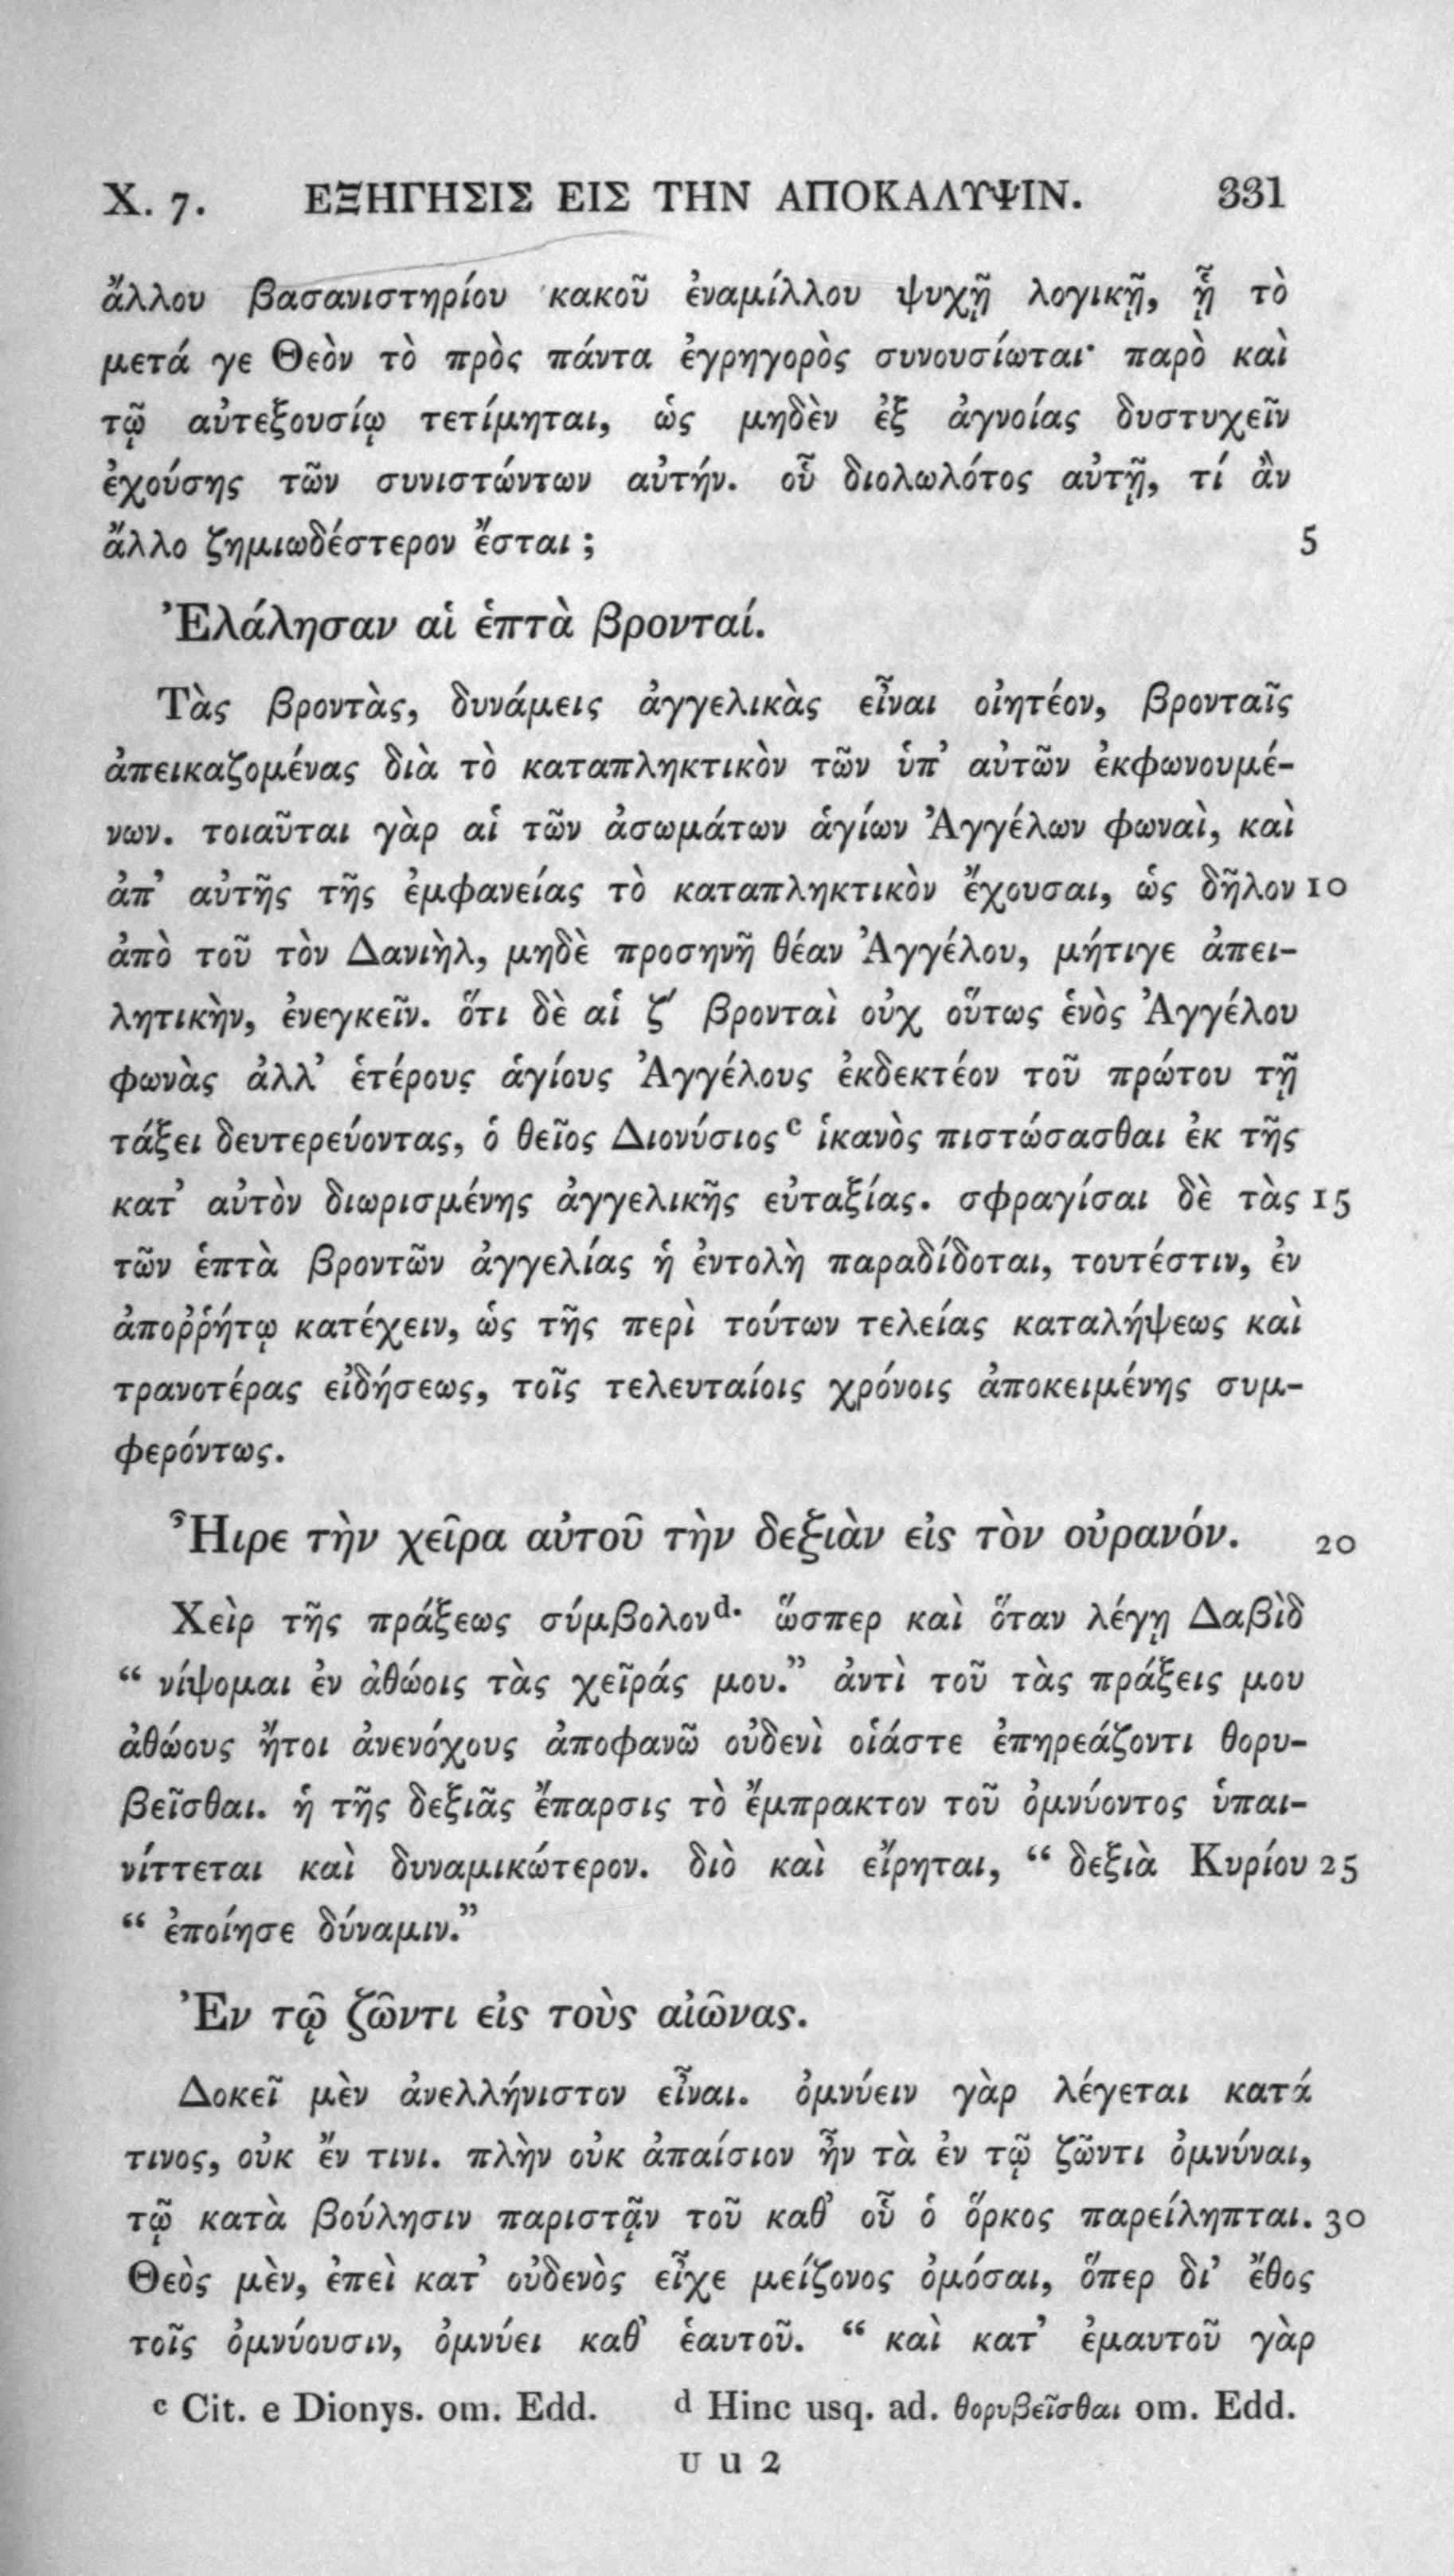 X. 7. ΕΞΗΓΗΣΙΣ ΕΙΣ ΤΗΝ ΑΠΟΚΑΛΥΨΙΝ. 331
ἄλλου βασανιστηρίου κακοῦ ἐναμίλλου ψυχῇ λογικῇ, ᾗ τὸ
μετά γε Θεὸν τὸ πρὸς πάντα ἐγρηγορὸς συνουσίωται· παρὸ καὶ
τῷ αὐτεξουσίῳ τετίμηται, ὡς μηδὲν ἐξ ἀγνοίας δυστυχεῖν
ἐχούσης τῶν συνιστώντων αὐτήν. οὗ διολωλότος αὐτῇ, τί ἂν
ἄλλο ζημιωδέστερον ἔσται ; 5
Ἐλάλησαν αἱ ἑπτὰ βρονταί.
Τὰς βροντὰς, δυνάμεις ἀγγελικὰς εἶναι οἰητέον, βρονταῖς
ἀπεικαζομένας διὰ τὸ καταπληκτικὸν τῶν ὑπ᾽ αὐτῶν ἐκφωνουμέ-
νων. τοιαῦται γὰρ αἱ τῶν ἀσωμάτων ἁγίων Ἀγγέλων φωναὶ, καὶ
ἀπ᾽ αὐτῆς τῆς ἐμφανείας τὸ καταπληκτικὸν ἔχουσαι, ὡς δῆλον 10
ἀπὸ τοῦ τὸν Δανιὴλ, μηδὲ προσηνῆ θέαν Ἀγγέλου, μήτιγε ἀπει-
λητικὴν, ἐνεγκεῖν. ὅτι δὲ αἱ ζ΄ βρονταὶ οὐχ οὕτως ἑνὸς Ἀγγέλου
φωνὰς ἀλλ᾽ ἑτέρους ἁγίους Ἀγγέλους ἐκδεκτέον τοῦ πρώτου τῇ
τάξει δευτερεύοντας, ὁ θεῖος Διονύσιος c ἱκανὸς πιστώσασθαι ἐκ τῆς
κατ᾽ αὐτὸν διωρισμένης ἀγγελικῆς εὐταξίας. σφραγίσαι δὲ τὰς 15
τῶν ἑπτὰ βροντῶν ἀγγελίας ἡ ἐντολὴ παραδίδοται, τουτέστιν, ἐν
ἀποῤῥήτῳ κατέχειν, ὡς τῆς περὶ τούτων τελείας καταλήψεως καὶ
τρανοτέρας εἰδήσεως, τοῖς τελευταίοις χρόνοις ἀποκειμένης συμ-
φερόντως.
Ἦιρε τὴν χεῖρα αὐτοῦ τὴν δεξιὰν εἰς τὸν οὐρανόν. 20
Χεὶρ τῆς πράξεως σύμβολον d· ὥσπερ καὶ ὅταν λέγῃ Δαβὶδ
“ νίψομαι ἐν ἀθώοις τὰς χεῖράς μου.” ἀντὶ τοῦ τὰς πράξεις μου
ἀθώους ἤτοι ἀνενόχους ἀποφανῶ οὐδενὶ οἱάστε ἐπηρεάζοντι θορυ-
βεῖσθαι. ἡ τῆς δεξιᾶς ἔπαρσις τὸ ἔμπρακτον τοῦ ὀμνύοντος ὑπαι-
νίττεται καὶ δυναμικώτερον. διὸ καὶ εἴρηται, “ δεξιὰ Κυρίου 25
“ ἐποίησε δύναμιν.”
Ἐν τῷ ζῶντι εἰς τοὺς αἰῶνας.
Δοκεῖ μὲν ἀνελλήνιστον εἶναι. ὀμνύειν γὰρ λέγεται κατά
τινος, οὐκ ἔν τινι. πλὴν οὐκ ἀπαίσιον ἦν τὰ ἐν τῷ ζῶντι ὀμνύναι,
τῷ κατὰ βούλησιν παριστᾷν τοῦ καθ᾽ οὗ ὁ ὅρκος παρείληπται. 30
Θεὸς μὲν, ἐπεὶ κατ᾽ οὐδενὸς εἶχε μείζονος ὀμόσαι, ὅπερ δι᾽ ἔθος
τοῖς ὀμνύουσιν, ὀμνύει καθ᾽ ἑαυτοῦ. “ καὶ κατ᾽ ἐμαυτοῦ γὰρ
c Cit. e Dionys. om. Edd. d Hinc usq. ad. θορυβεῖσθαι om. Edd.
U u 2